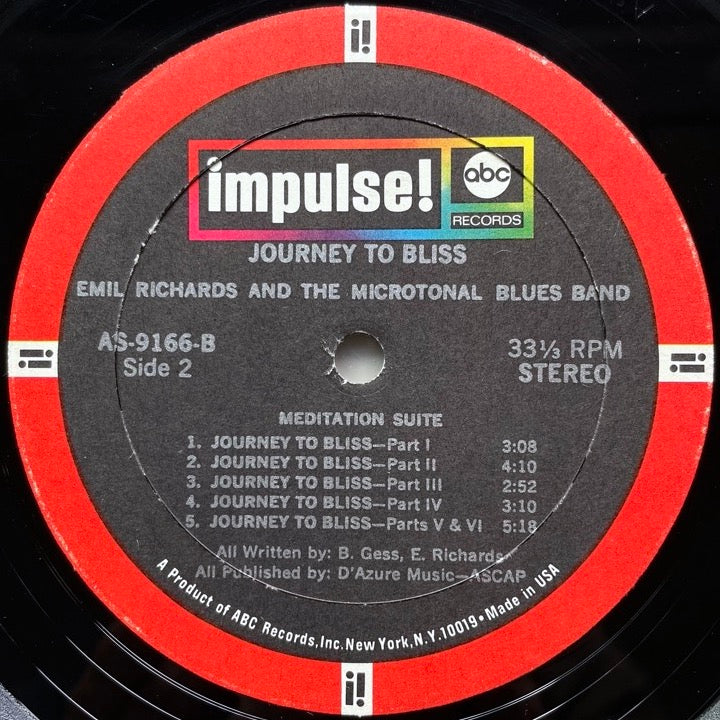 i!
impulse!
abc
RECORDS
JOURNEY TO BLISS
EMIL RICHARDS AND THE MICROTONAL BLUES BAND
AS-9166-B
Side 2
33⅓ RPM
STEREO
i!
i!
MEDITATION SUITE
1. JOURNEY TO BLISS—Part I 3:08
2. JOURNEY TO BLISS—Part II 4:10
3. JOURNEY TO BLISS—Part III 2:52
4. JOURNEY TO BLISS—Part IV 3:10
5. JOURNEY TO BLISS—Parts V & VI 5:18
All Written by: B. Gess, E. Richards
All Published by: D'Azure Music—ASCAP
A Product of ABC Records, Inc. New York, N.Y. 10019 • Made in USA
i!